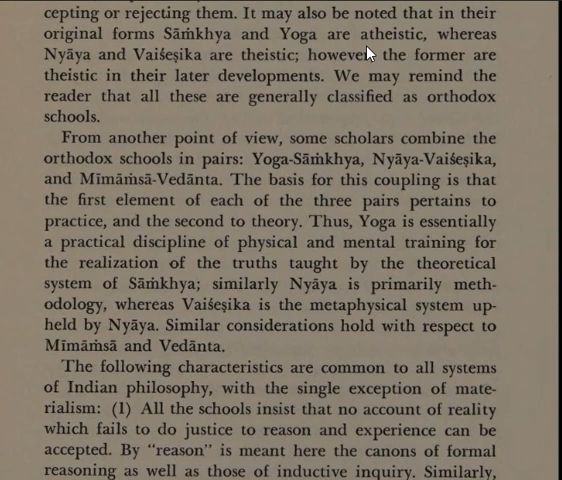 cepting or rejecting them. It may also be noted that in their
original forms Sāṁkhya and Yoga are atheistic, whereas
Nyāya and Vaiśeṣika are theistic; however, the former are
theistic in their later developments. We may remind the
reader that all these are generally classified as orthodox
schools.
From another point of view, some scholars combine the
orthodox schools in pairs: Yoga-Sāṁkhya, Nyāya-Vaiśeṣika,
and Mīmāṁsā-Vedānta. The basis for this coupling is that
the first element of each of the three pairs pertains to
practice, and the second to theory. Thus, Yoga is essentially
a practical discipline of physical and mental training for
the realization of the truths taught by the theoretical
system of Sāṁkhya; similarly Nyāya is primarily meth-
odology, whereas Vaiśeṣika is the metaphysical system up-
held by Nyāya. Similar considerations hold with respect to
Mīmāṁsā and Vedānta.
The following characteristics are common to all systems
of Indian philosophy, with the single exception of mate-
rialism: (1) All the schools insist that no account of reality
which fails to do justice to reason and experience can be
accepted. By “reason” is meant here the canons of formal
reasoning as well as those of inductive inquiry. Similarly,